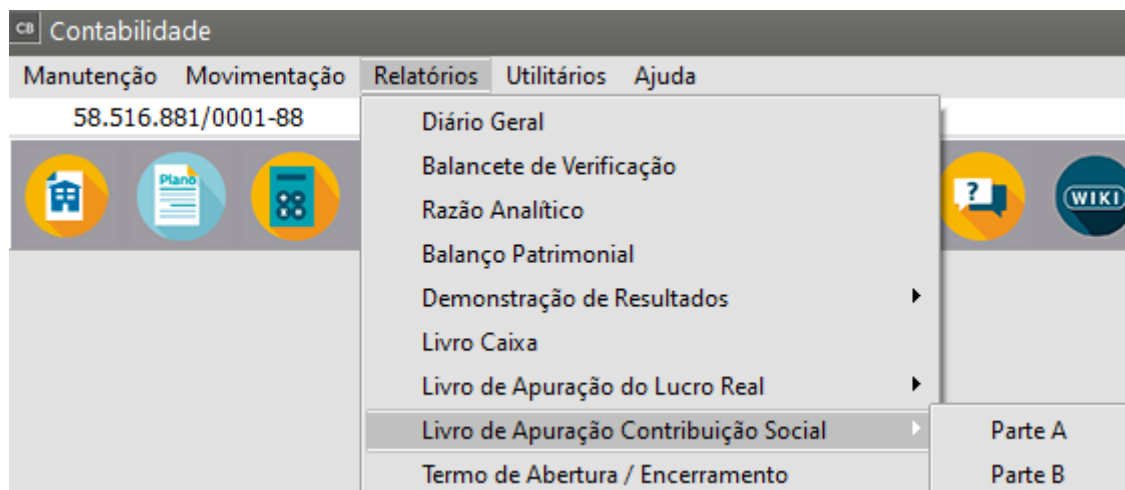 CB Contabilidade
Manutenção Movimentação Relatórios Utilitários Ajuda
58.516.881/0001-88
Diário Geral
Plano
Balancete de Verificação
?
WIKI
Razão Analítico
Balanço Patrimonial
Demonstração de Resultados
Livro Caixa
Livro de Apuração do Lucro Real
Livro de Apuração Contribuição Social
Parte A
Termo de Abertura / Encerramento
Parte B